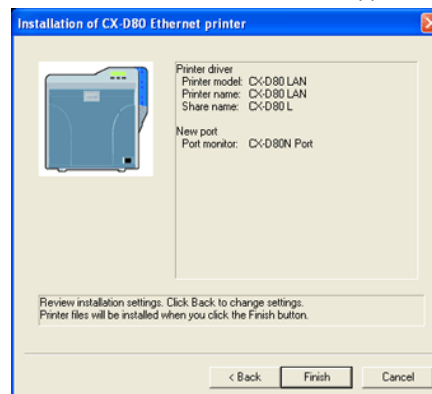 Installation of CX-D80 Ethernet printer
Printer driver
Printer model: CX-D80 LAN
Printer name: CX-D80 LAN
Share name: CX-D80 L
New port
Port monitor: CX-D80N Port
Review installation settings. Click Back to change settings.
Printer files will be installed when you click the Finish button.
< Back
Finish
Cancel